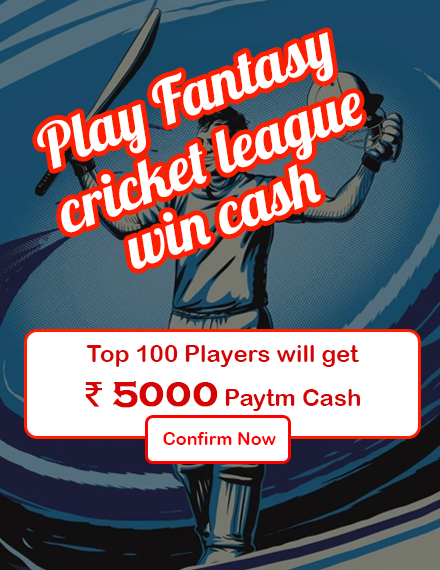 Play Fantasy
cricket league
win cash
Top 100 Players will get
₹ 5000 Paytm Cash
Confirm Now